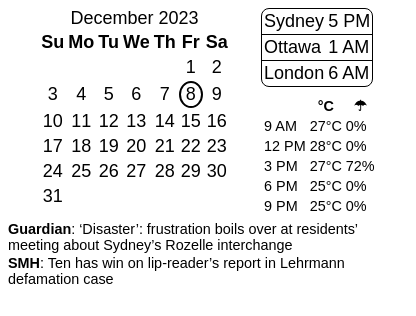 December 2023
Su Mo Tu We Th Fr Sa
1 2
3 4 5 6 7 8 9
10 11 12 13 14 15 16
17 18 19 20 21 22 23
24 25 26 27 28 29 30
31
Sydney 5 PM
Ottawa 1 AM
London 6 AM
°C ☂
9 AM 27°C 0%
12 PM 28°C 0%
3 PM 27°C 72%
6 PM 25°C 0%
9 PM 25°C 0%
Guardian: ‘Disaster’: frustration boils over at residents’
meeting about Sydney’s Rozelle interchange
SMH: Ten has win on lip-reader’s report in Lehrmann
defamation case